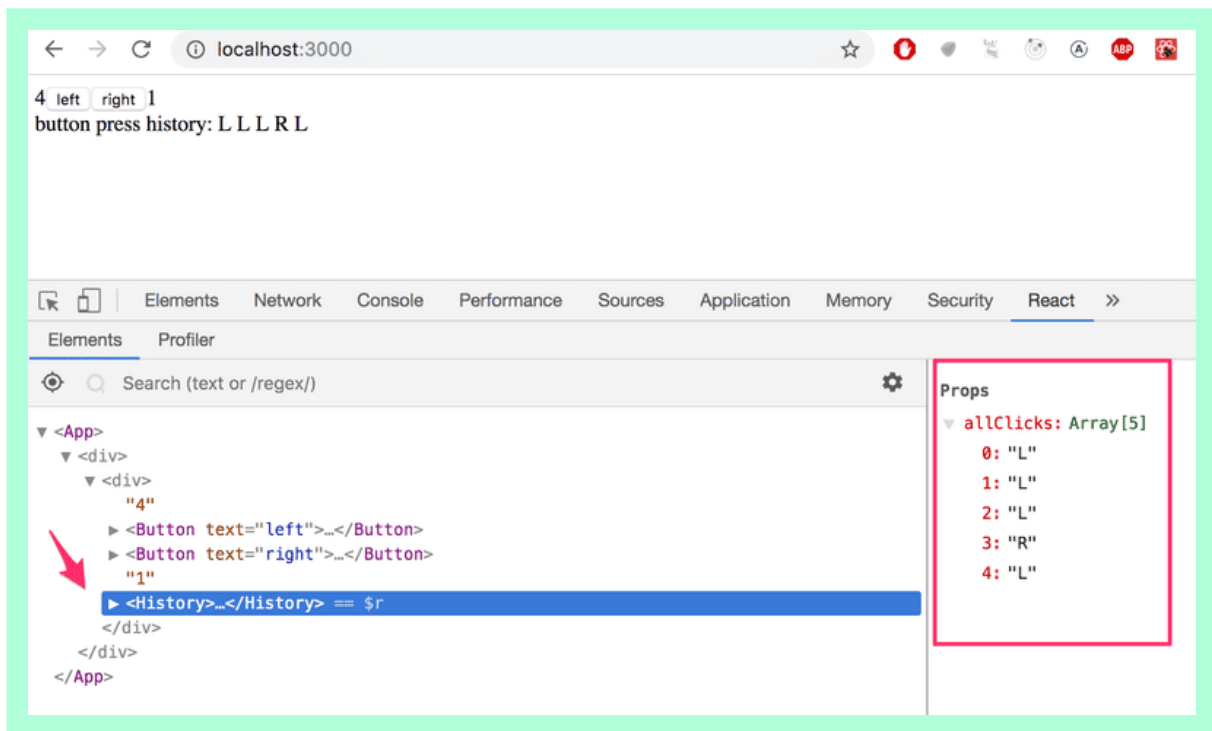 localhost:3000
ABP
4 left right 1
button press history: L L L R L
Elements Network Console Performance Sources Application Memory Security React »
Elements Profiler
Search (text or /regex/)
▼ <App>
▼ <div>
▼ <div>
"4"
▶ <Button text="left">…</Button>
▶ <Button text="right">…</Button>
"1"
▶ <History>…</History> == $r
</div>
</div>
</App>
Props
▼ allClicks: Array[5]
0: "L"
1: "L"
2: "L"
3: "R"
4: "L"